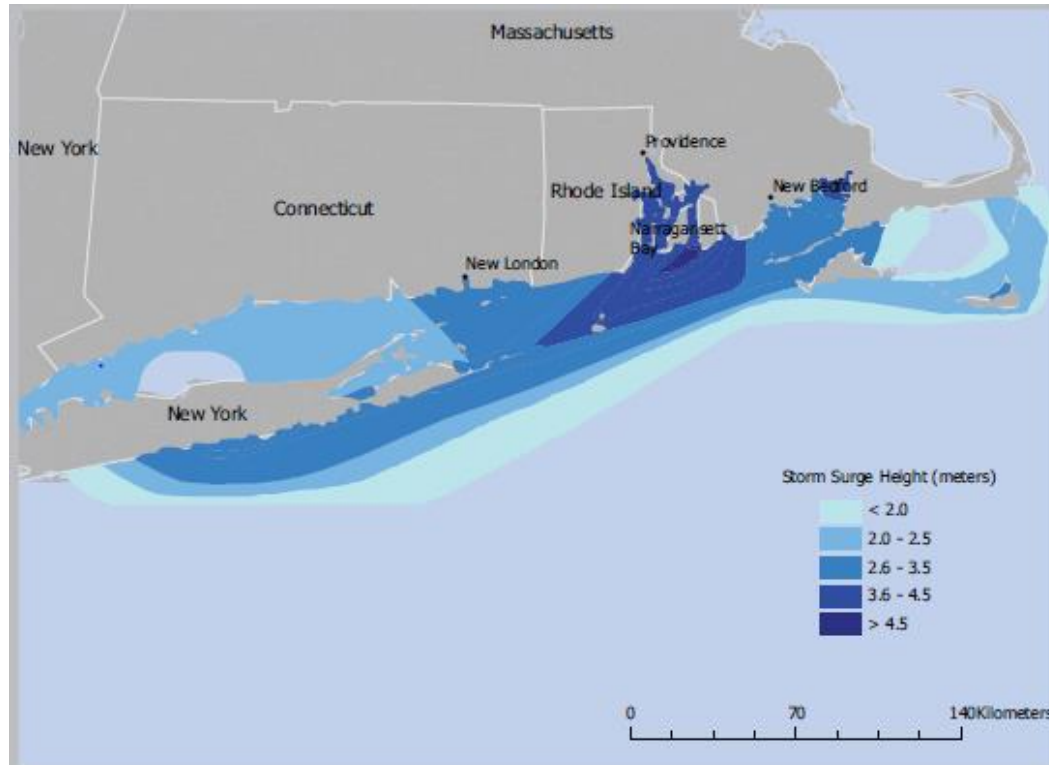 Massachusetts
New York
Providence
Rhode Island
New Bedford
Connecticut
Narragansett
Bay
New London
New York
Storm Surge Height (meters)
< 2.0
2.0 - 2.5
2.6 - 3.5
3.6 - 4.5
> 4.5
0 70 140Kilometers